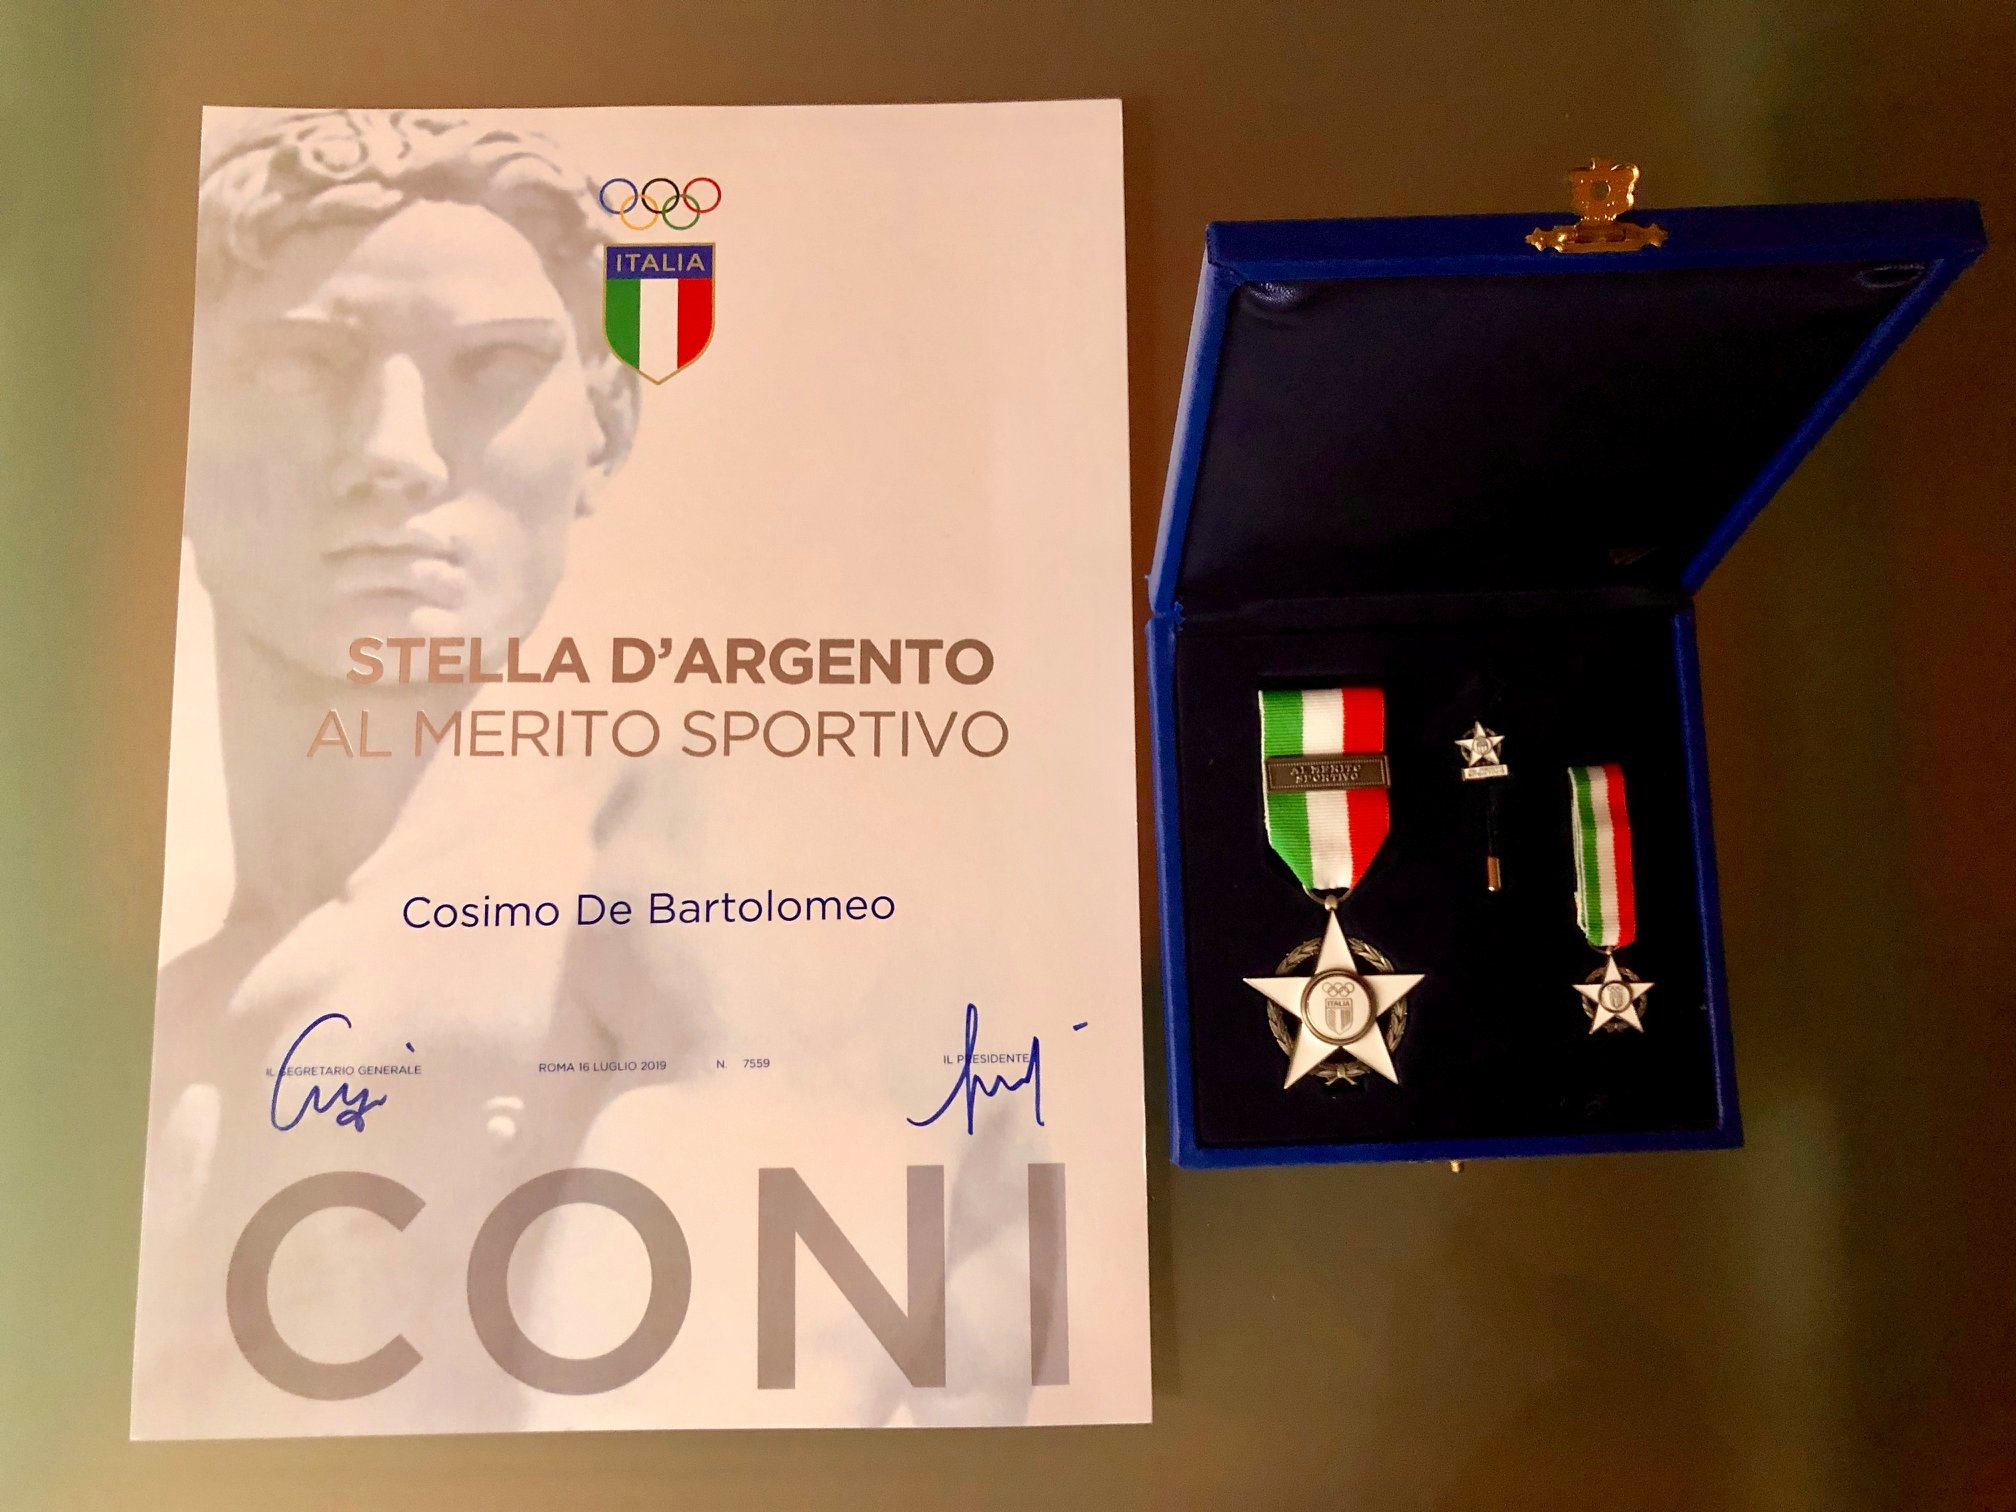 ITALIA
STELLA D'ARGENTO
AL MERITO SPORTIVO
Cosimo De Bartolomeo
IL SEGRETARIO GENERALE
ROMA 16 LUGLIO 2019
N. 7559
IL PRESIDENTE
CONI
AL MERITO
SPORTIVO
ITALIA